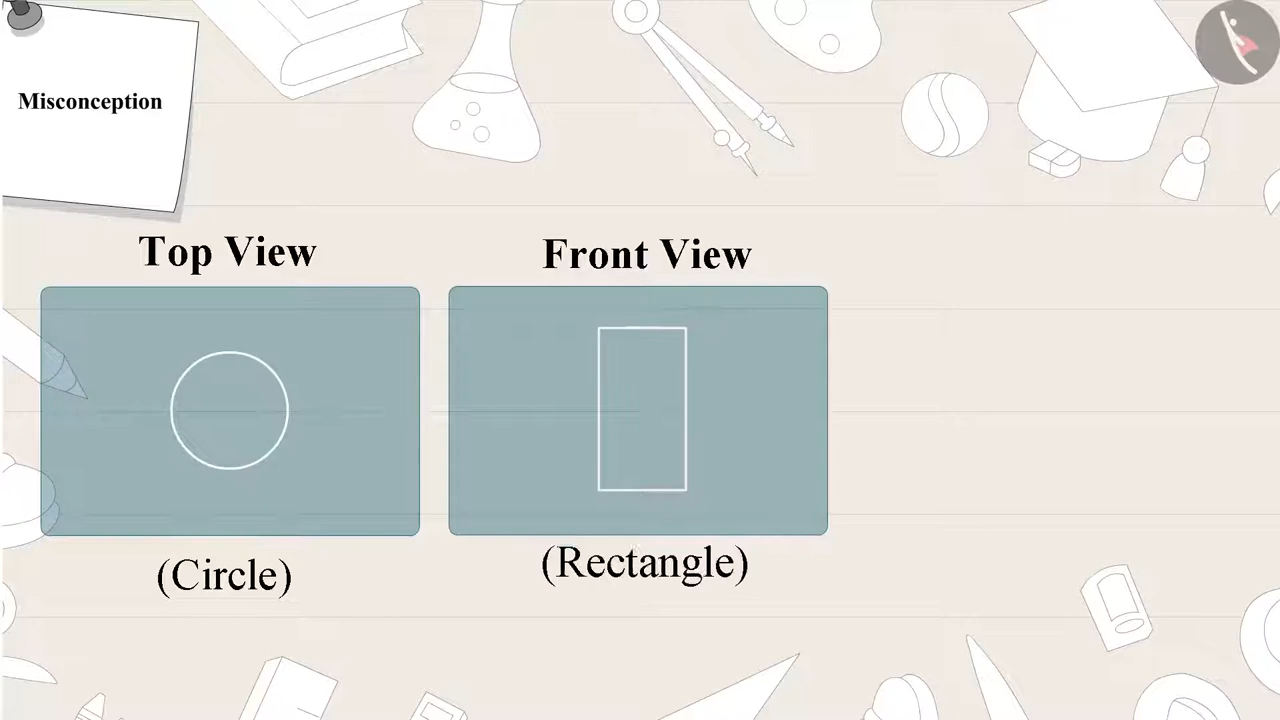 Misconception
Top View
Front View
(Circle)
(Rectangle)